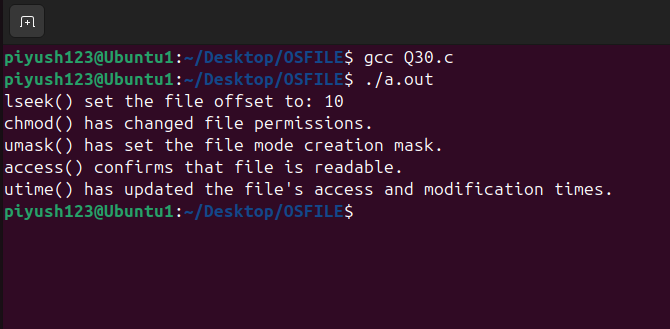 piyush123@Ubuntu1:~/Desktop/OSFILE$ gcc Q30.c
piyush123@Ubuntu1:~/Desktop/OSFILE$ ./a.out
lseek() set the file offset to: 10
chmod() has changed file permissions.
umask() has set the file mode creation mask.
access() confirms that file is readable.
utime() has updated the file's access and modification times.
piyush123@Ubuntu1:~/Desktop/OSFILE$